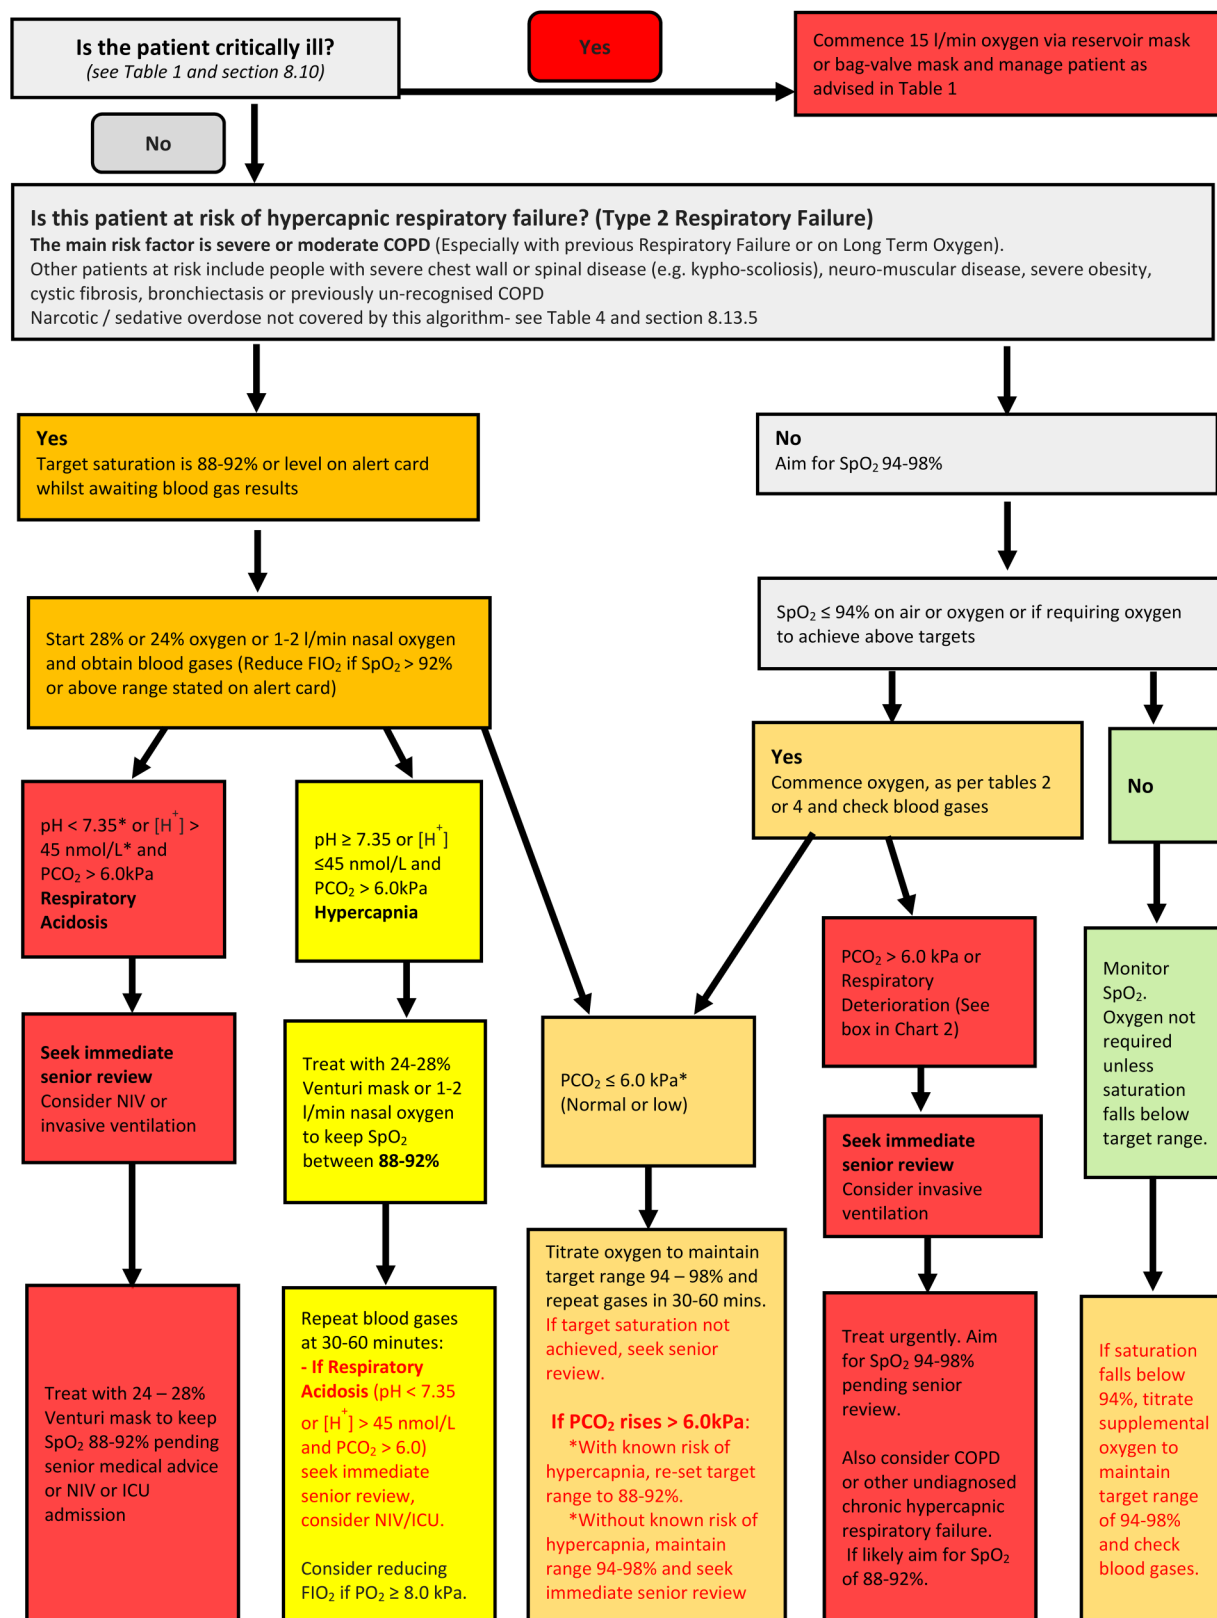 Is the patient critically ill?
(see Table 1 and section 8.10)
Yes
Commence 15 l/min oxygen via reservoir mask
or bag-valve mask and manage patient as
advised in Table 1
No
Is this patient at risk of hypercapnic respiratory failure? (Type 2 Respiratory Failure)
The main risk factor is severe or moderate COPD (Especially with previous Respiratory Failure or on Long Term Oxygen).
Other patients at risk include people with severe chest wall or spinal disease (e.g. kypho-scoliosis), neuro-muscular disease, severe obesity,
cystic fibrosis, bronchiectasis or previously un-recognised COPD
Narcotic / sedative overdose not covered by this algorithm- see Table 4 and section 8.13.5
Yes
Target saturation is 88-92% or level on alert card
whilst awaiting blood gas results
No
Aim for SpO₂ 94-98%
Start 28% or 24% oxygen or 1-2 l/min nasal oxygen
and obtain blood gases (Reduce FIO₂ if SpO₂ > 92%
or above range stated on alert card)
SpO₂ ≤ 94% on air or oxygen or if requiring oxygen
to achieve above targets
Yes
Commence oxygen, as per tables 2
or 4 and check blood gases
No
pH < 7.35* or [H⁺] >
45 nmol/L* and
PCO₂ > 6.0kPa
Respiratory
Acidosis
pH ≥ 7.35 or [H⁺]
≤45 nmol/L and
PCO₂ > 6.0kPa
Hypercapnia
PCO₂ > 6.0 kPa or
Respiratory
Deterioration (See
box in Chart 2)
Monitor
SpO₂.
Oxygen not
required
unless
saturation
falls below
target range.
Seek immediate
senior review
Consider NIV or
invasive ventilation
Treat with 24-28%
Venturi mask or 1-2
l/min nasal oxygen
to keep SpO₂
between 88-92%
PCO₂ ≤ 6.0 kPa*
(Normal or low)
Seek immediate
senior review
Consider invasive
ventilation
Treat with 24 – 28%
Venturi mask to keep
SpO₂ 88-92% pending
senior medical advice
or NIV or ICU
admission
Repeat blood gases
at 30-60 minutes:
- If Respiratory
Acidosis (pH < 7.35
or [H⁺] > 45 nmol/L
and PCO₂ > 6.0)
seek immediate
senior review,
consider NIV/ICU.
Consider reducing
FIO₂ if PO₂ ≥ 8.0 kPa.
Titrate oxygen to maintain
target range 94 – 98% and
repeat gases in 30-60 mins.
If target saturation not
achieved, seek senior
review.
If PCO₂ rises > 6.0kPa:
*With known risk of
hypercapnia, re-set target
range to 88-92%.
*Without known risk of
hypercapnia, maintain
range 94-98% and seek
immediate senior review
Treat urgently. Aim
for SpO₂ 94-98%
pending senior
review.
Also consider COPD
or other undiagnosed
chronic hypercapnic
respiratory failure.
If likely aim for SpO₂
of 88-92%.
If saturation
falls below
94%, titrate
supplemental
oxygen to
maintain
target range
of 94-98%
and check
blood gases.